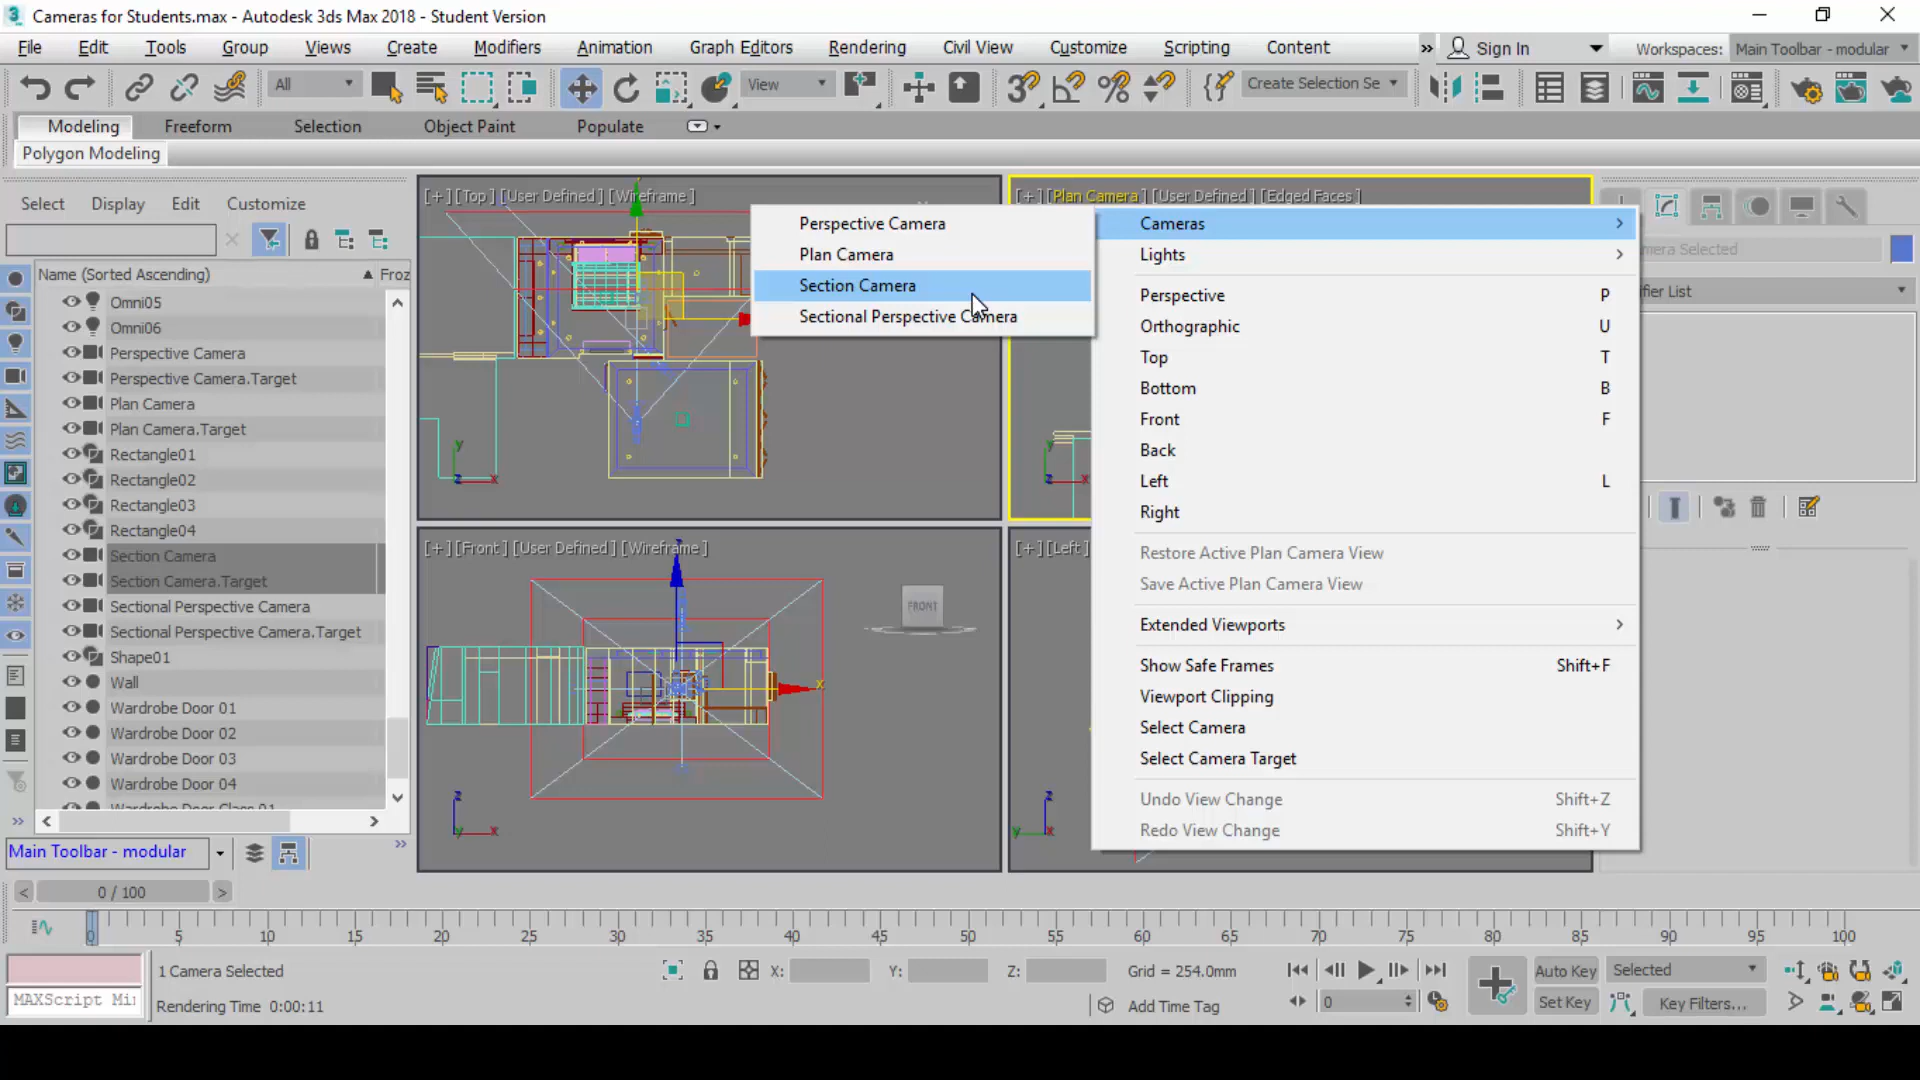 Cameras for Students.max - Autodesk 3ds Max 2018 - Student Version
File Edit Tools Group Views Create Modifiers Animation Graph Editors Rendering Civil View Customize Scripting Content » Sign In Workspaces: Main Toolbar - modular
All View Create Selection Se
Modeling Freeform Selection Object Paint Populate
Polygon Modeling
Select Display Edit Customize
Name (Sorted Ascending) Froz
Omni05
Omni06
Perspective Camera
Perspective Camera.Target
Plan Camera
Plan Camera.Target
Rectangle01
Rectangle02
Rectangle03
Rectangle04
Section Camera
Section Camera.Target
Sectional Perspective Camera
Sectional Perspective Camera.Target
Shape01
Wall
Wardrobe Door 01
Wardrobe Door 02
Wardrobe Door 03
Wardrobe Door 04
Main Toolbar - modular
[+] [Top] [User Defined] [Wireframe]
[+] [Plan Camera] [User Defined] [Edged Faces]
[+] [Front] [User Defined] [Wireframe]
FRONT
[+] [Left]
Perspective Camera
Plan Camera
Section Camera
Sectional Perspective Camera
Cameras
Lights
Perspective P
Orthographic U
Top T
Bottom B
Front F
Back
Left L
Right
Restore Active Plan Camera View
Save Active Plan Camera View
Extended Viewports
Show Safe Frames Shift+F
Viewport Clipping
Select Camera
Select Camera Target
Undo View Change Shift+Z
Redo View Change Shift+Y
mera Selected
ifier List
0 / 100
0 5 10 15 20 25 30 35 40 45 50 55 60 65 70 75 80 85 90 95 100
1 Camera Selected X: Y: Z: Grid = 254.0mm Auto Key Selected
MAXScript Mi Rendering Time 0:00:11 Add Time Tag 0 Set Key Key Filters...